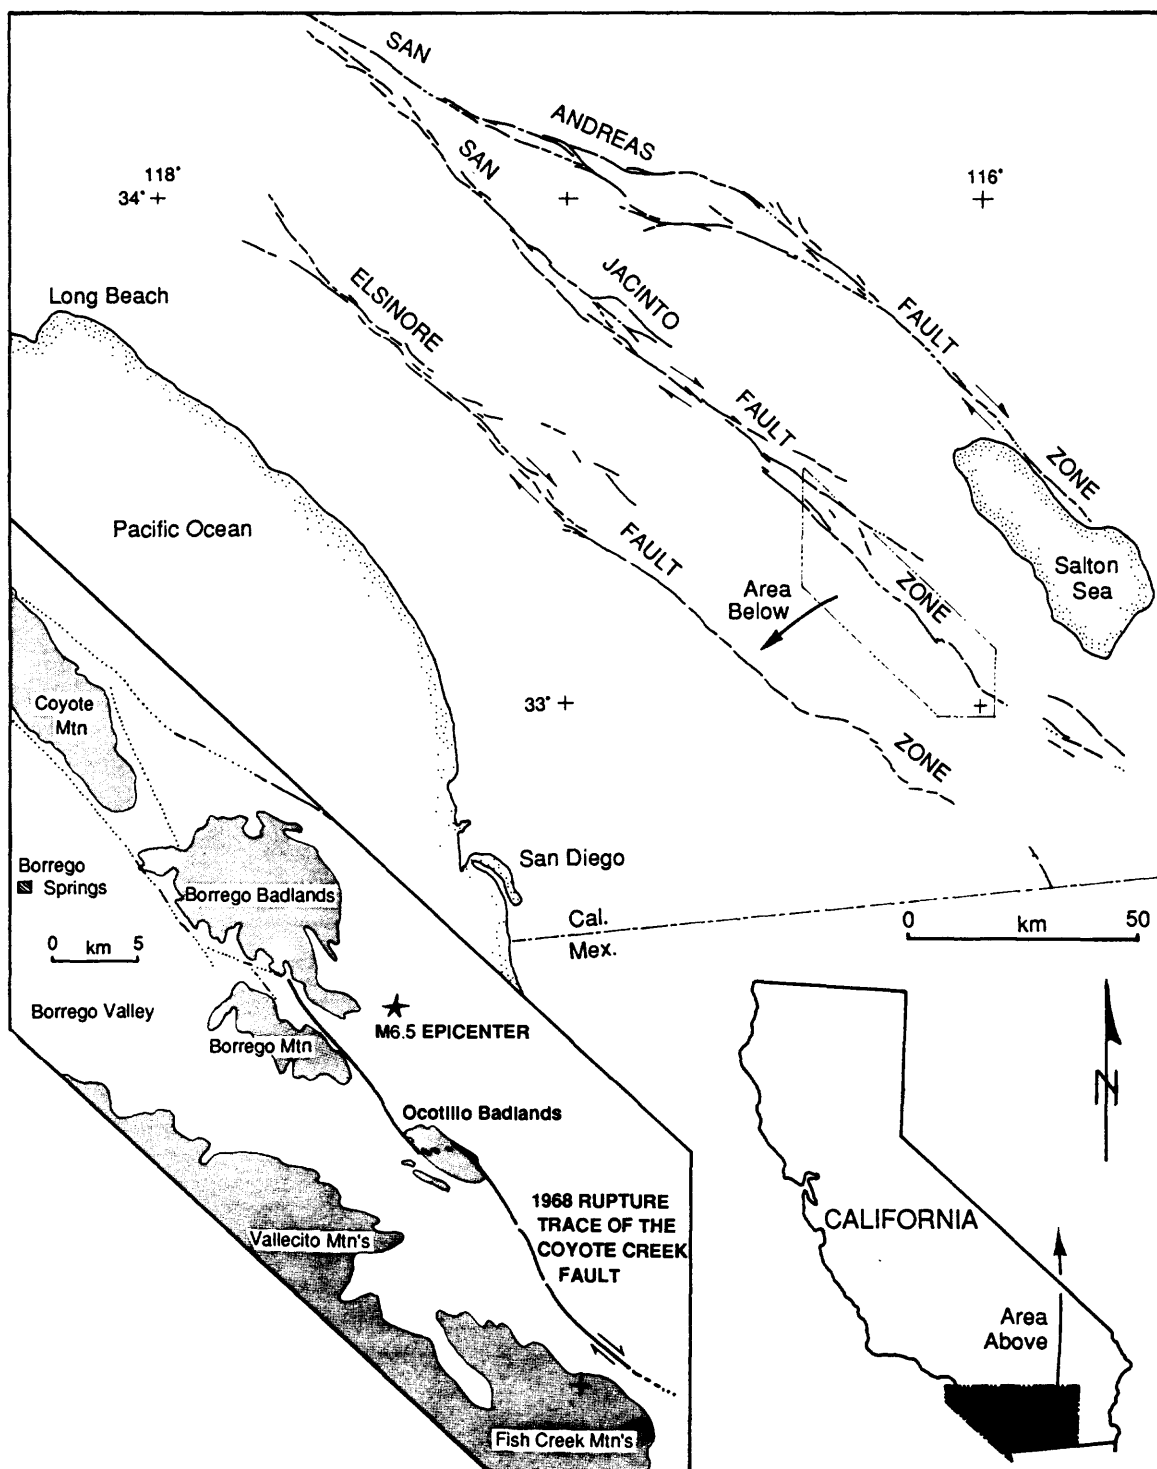 SAN
ANDREAS
FAULT
ZONE
SAN
JACINTO
FAULT
ZONE
ELSINORE
FAULT
ZONE
118°
34°
116°
33°
Long Beach
Pacific Ocean
Salton
Sea
Area
Below
San Diego
Cal.
Mex.
0 km 50
Coyote
Mtn
Borrego
Springs
Borrego Badlands
0 km 5
Borrego Valley
Borrego Mtn
M6.5 EPICENTER
Ocotillo Badlands
1968 RUPTURE
TRACE OF THE
COYOTE CREEK
FAULT
Vallecito Mtn's
Fish Creek Mtn's
N
CALIFORNIA
Area
Above